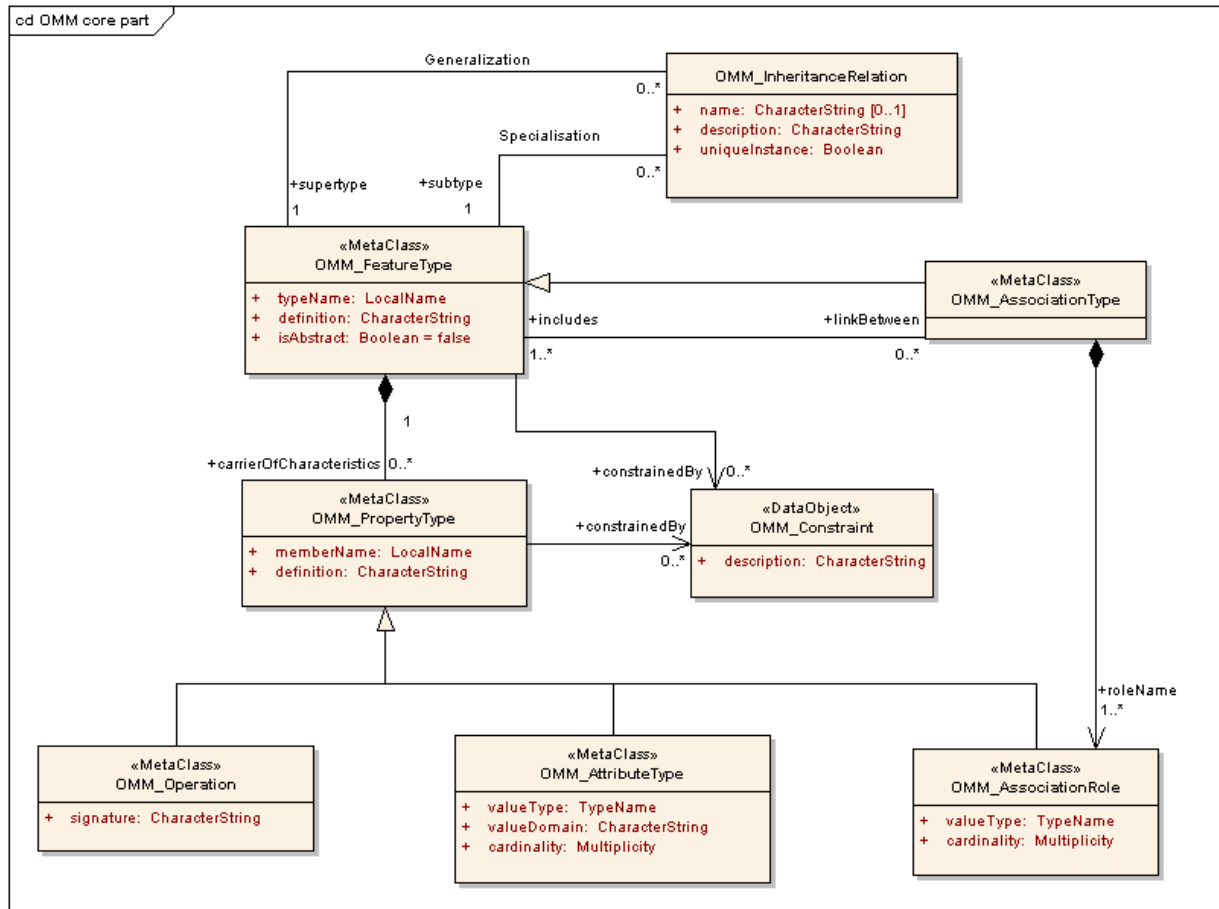 cd OMM core part
Generalization
0..*
OMM_InheritanceRelation
+ name: CharacterString [0..1]
+ description: CharacterString
+ uniqueInstance: Boolean
Specialisation
0..*
+supertype
1
+subtype
1
«MetaClass»
OMM_FeatureType
+ typeName: LocalName
+ definition: CharacterString
+ isAbstract: Boolean = false
«MetaClass»
OMM_AssociationType
+includes
1..*
+linkBetween
0..*
1
+carrierOfCharacteristics 0..*
+constrainedBy
0..*
«MetaClass»
OMM_PropertyType
+ memberName: LocalName
+ definition: CharacterString
+constrainedBy
0..*
«DataObject»
OMM_Constraint
+ description: CharacterString
+roleName
1..*
«MetaClass»
OMM_Operation
+ signature: CharacterString
«MetaClass»
OMM_AttributeType
+ valueType: TypeName
+ valueDomain: CharacterString
+ cardinality: Multiplicity
«MetaClass»
OMM_AssociationRole
+ valueType: TypeName
+ cardinality: Multiplicity